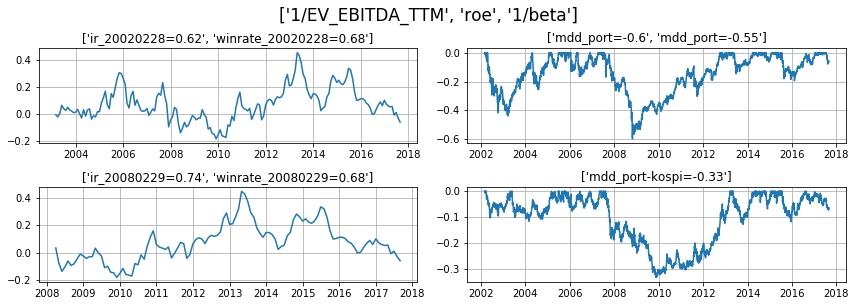 ['1/EV_EBITDA_TTM', 'roe', '1/beta']
['ir_20020228=0.62', 'winrate_20020228=0.68']
0.4
0.2
0.0
−0.2
2004 2006 2008 2010 2012 2014 2016 2018
['mdd_port=-0.6', 'mdd_port=-0.55']
0.0
−0.2
−0.4
−0.6
2002 2004 2006 2008 2010 2012 2014 2016 2018
['ir_20080229=0.74', 'winrate_20080229=0.68']
0.4
0.2
0.0
−0.2
2008 2009 2010 2011 2012 2013 2014 2015 2016 2017 2018
['mdd_port-kospi=-0.33']
0.0
−0.1
−0.2
−0.3
2002 2004 2006 2008 2010 2012 2014 2016 2018